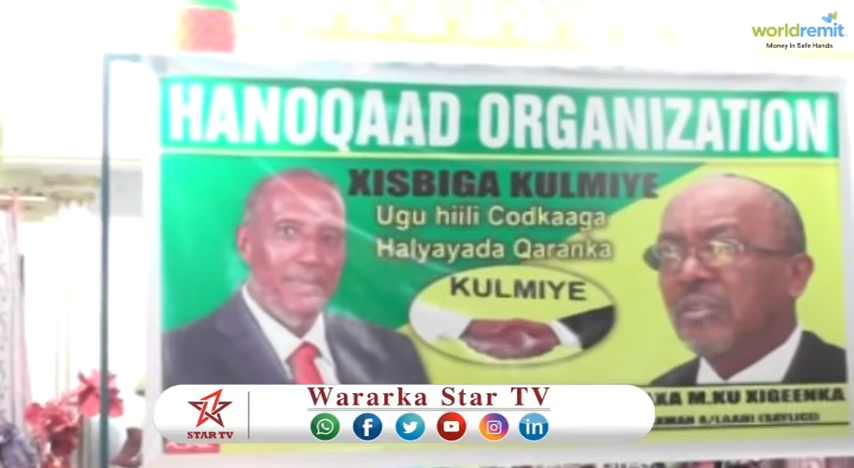 worldremit
Money In Safe Hands
HANOQAAD ORGANIZATION
XISBIGA KULMIYE
Ugu hiili Codkaaga
Halyayada Qaranka
KULMIYE
M.KU XIGEENKA
(SAYLICI)
Wararka Star TV
STAR TV